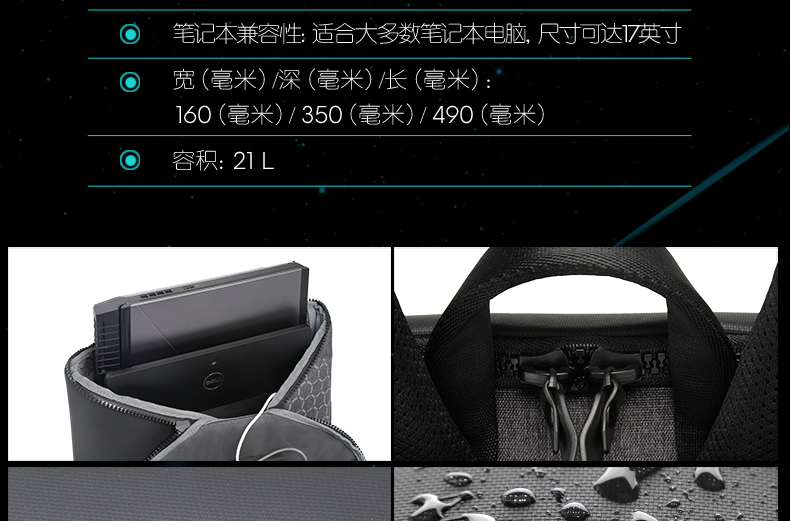 笔记本兼容性: 适合大多数笔记本电脑, 尺寸可达17英寸
宽（毫米）/深（毫米）/长（毫米）:
160（毫米）/ 350（毫米）/ 490（毫米）
容积: 21 L
DELL